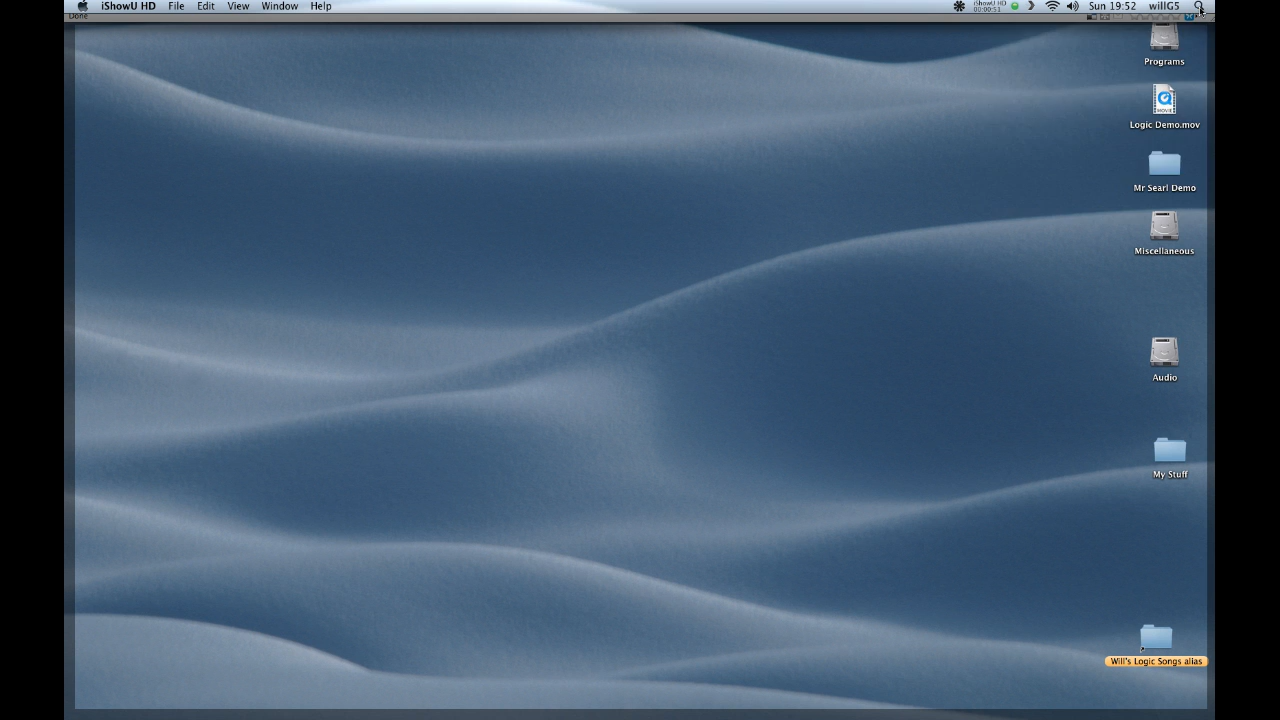 iShowU HD File Edit View Window Help iShowU HD 00:00:51 Sun 19:52 willG5
Done
Programs
MOVIE
Logic Demo.mov
Mr Searl Demo
Miscellaneous
Audio
My Stuff
Will's Logic Songs alias